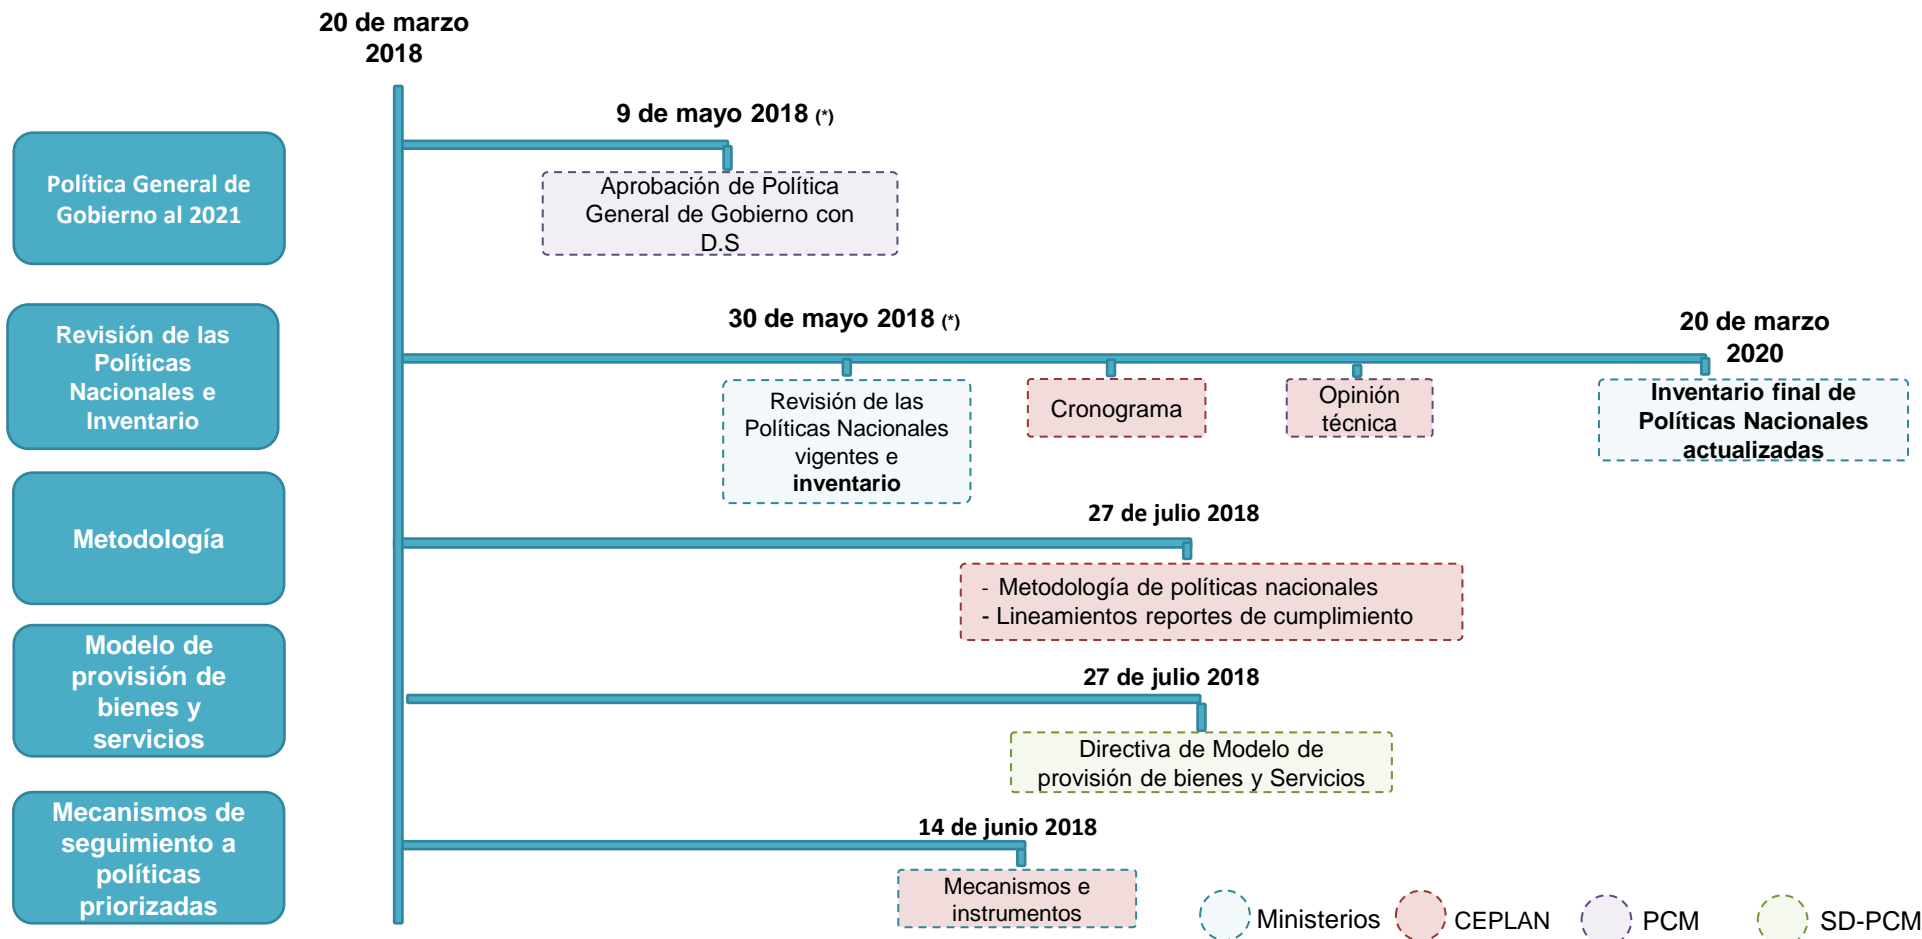 20 de marzo
2018
Política General de
Gobierno al 2021
9 de mayo 2018 (*)
Aprobación de Política
General de Gobierno con
D.S
Revisión de las
Políticas
Nacionales e
Inventario
30 de mayo 2018 (*)
20 de marzo
2020
Revisión de las
Políticas Nacionales
vigentes e
inventario
Cronograma
Opinión
técnica
Inventario final de
Políticas Nacionales
actualizadas
Metodología
27 de julio 2018
- Metodología de políticas nacionales
- Lineamientos reportes de cumplimiento
Modelo de
provisión de
bienes y
servicios
27 de julio 2018
Directiva de Modelo de
provisión de bienes y Servicios
Mecanismos de
seguimiento a
políticas
priorizadas
14 de junio 2018
Mecanismos e
instrumentos
Ministerios
CEPLAN
PCM
SD-PCM